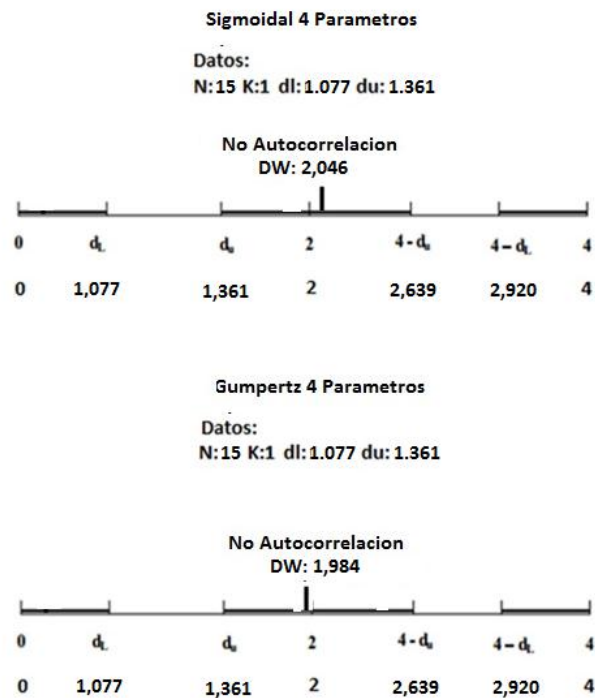 Sigmoidal 4 Parametros
Datos:
N:15 K:1 dl:1.077 du:1.361
No Autocorrelacion
DW: 2,046
0 dL du 2 4-du 4-dL 4
0 1,077 1,361 2 2,639 2,920 4
Gumpertz 4 Parametros
Datos:
N:15 K:1 dl:1.077 du:1.361
No Autocorrelacion
DW: 1,984
0 dL du 2 4-du 4-dL 4
0 1,077 1,361 2 2,639 2,920 4